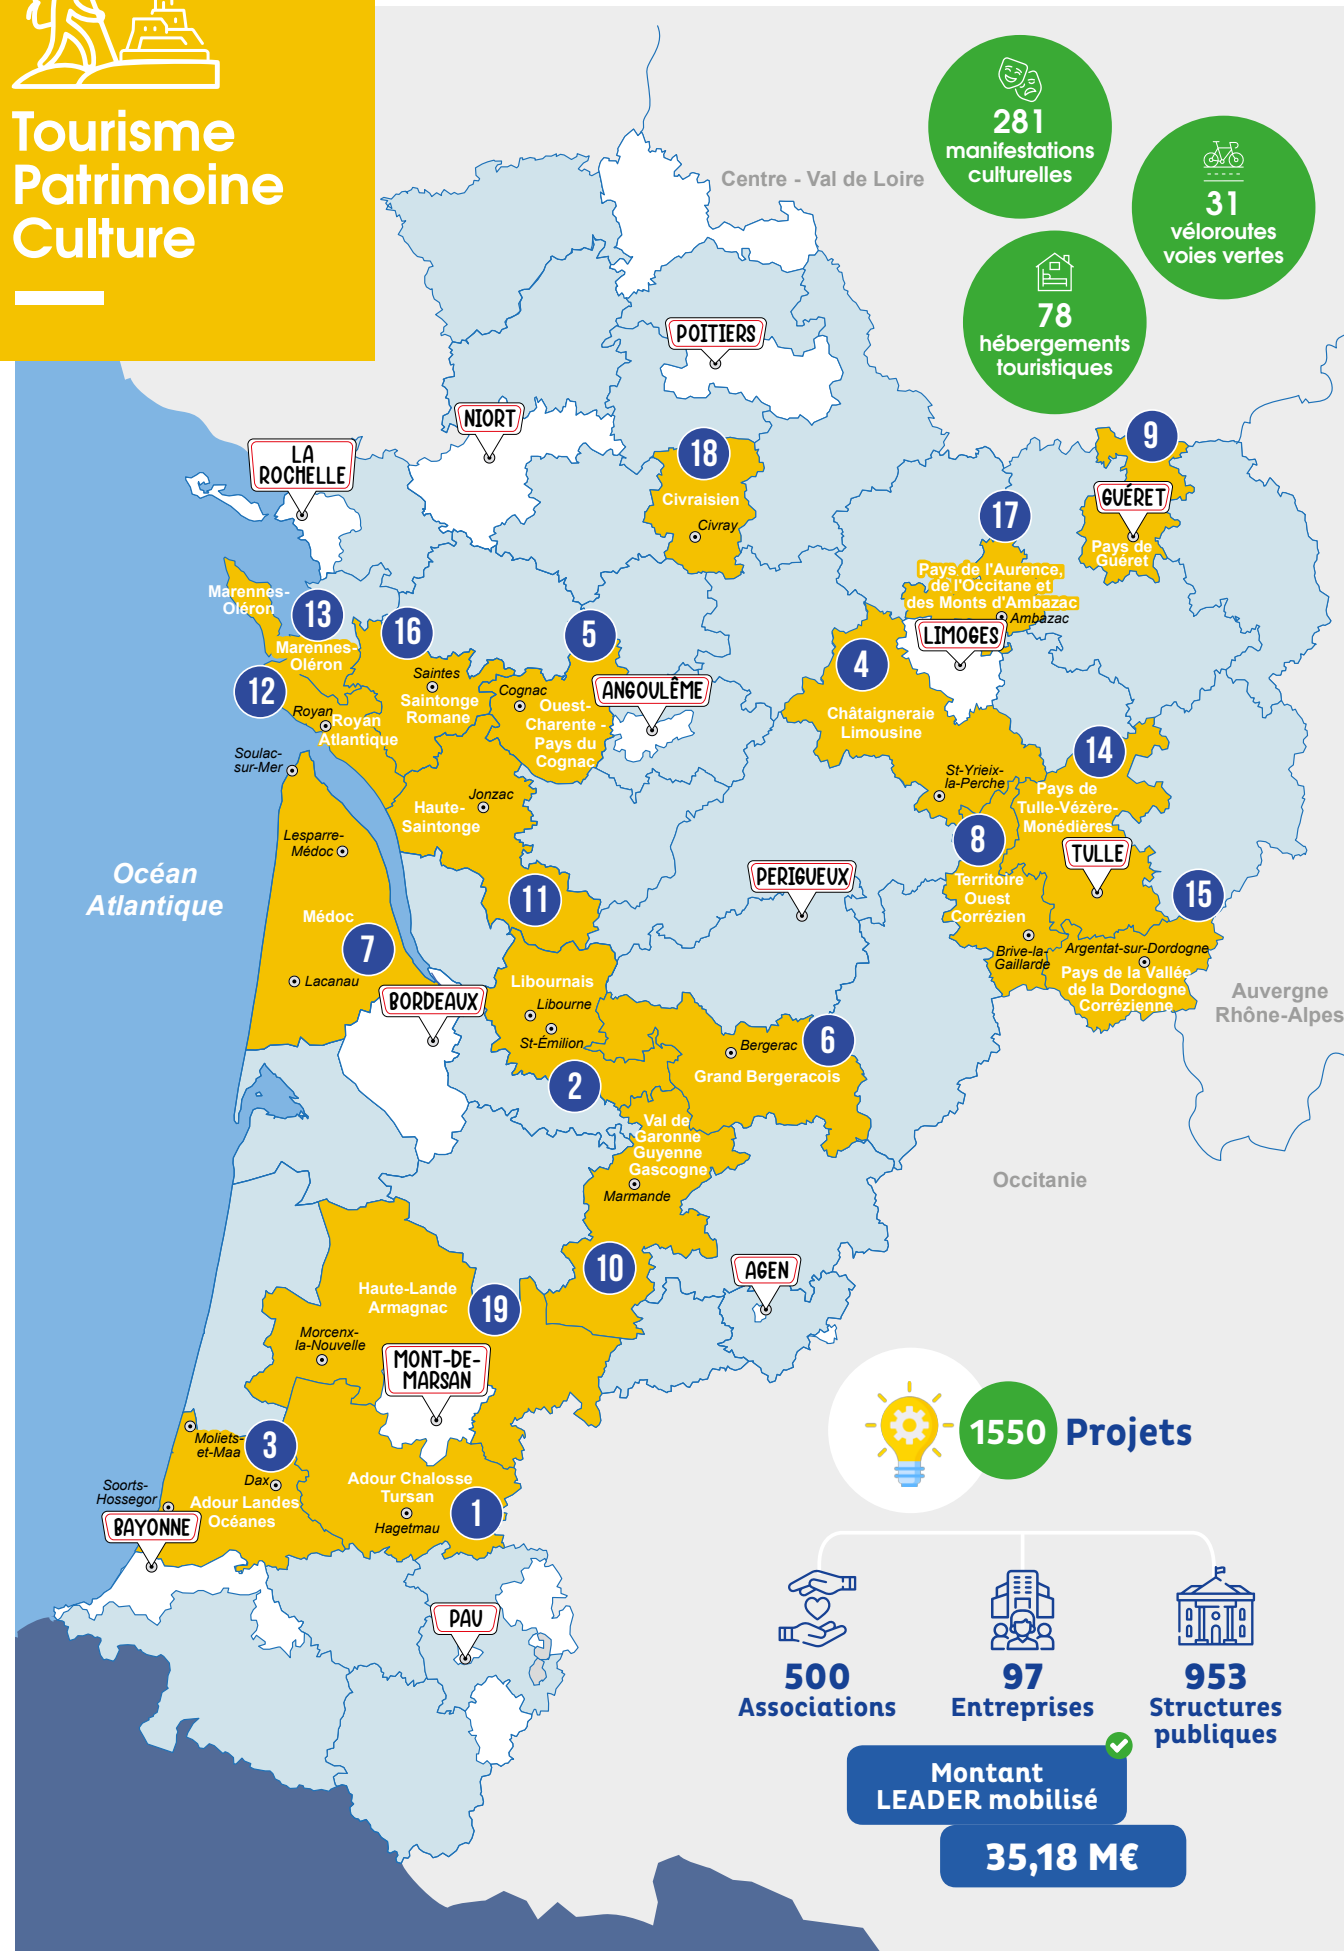 Tourisme
Patrimoine
Culture
281
manifestations
culturelles
31
véloroutes
voies vertes
78
hébergements
touristiques
Centre - Val de Loire
POITIERS
NIORT
LA
ROCHELLE
18
Civraisien
Civray
9
GUÉRET
Pays de
Guéret
17
Pays de l'Aurence,
de l'Occitane et
des Monts d'Ambazac
Ambazac
LIMOGES
Marennes-
Oléron
13
Marennes-
Oléron
16
Saintes
Saintonge
Romane
5
Cognac
Ouest-
Charente -
Pays du
Cognac
ANGOULÊME
4
Châtaigneraie
Limousine
12
Royan
Royan
Atlantique
Soulac-
sur-Mer
Jonzac
Haute-
Saintonge
14
Pays de
Tulle-Vézère-
Monédières
St-Yrieix-
la-Perche
8
TULLE
Territoire
Ouest
Corrézien
Brive-la-
Gaillarde
15
Argentat-sur-Dordogne
Pays de la Vallée
de la Dordogne
Corrézienne
Lesparre-
Médoc
Océan
Atlantique
Médoc
7
Lacanau
11
PERIGUEUX
BORDEAUX
Libournais
Libourne
St-Émilion
2
Bergerac
6
Grand Bergeracois
Auvergne
Rhône-Alpes
Val de
Garonne
Guyenne
Gascogne
Marmande
Occitanie
10
AGEN
Haute-Lande
Armagnac
19
Morcenx-
la-Nouvelle
MONT-DE-
MARSAN
Moliets-
et-Maa
3
Dax
Soorts-
Hossegor
Adour Landes
Océanes
BAYONNE
Adour Chalosse
Tursan
Hagetmau
1
PAU
1550 Projets
500
Associations
97
Entreprises
953
Structures
publiques
Montant
LEADER mobilisé
35,18 M€